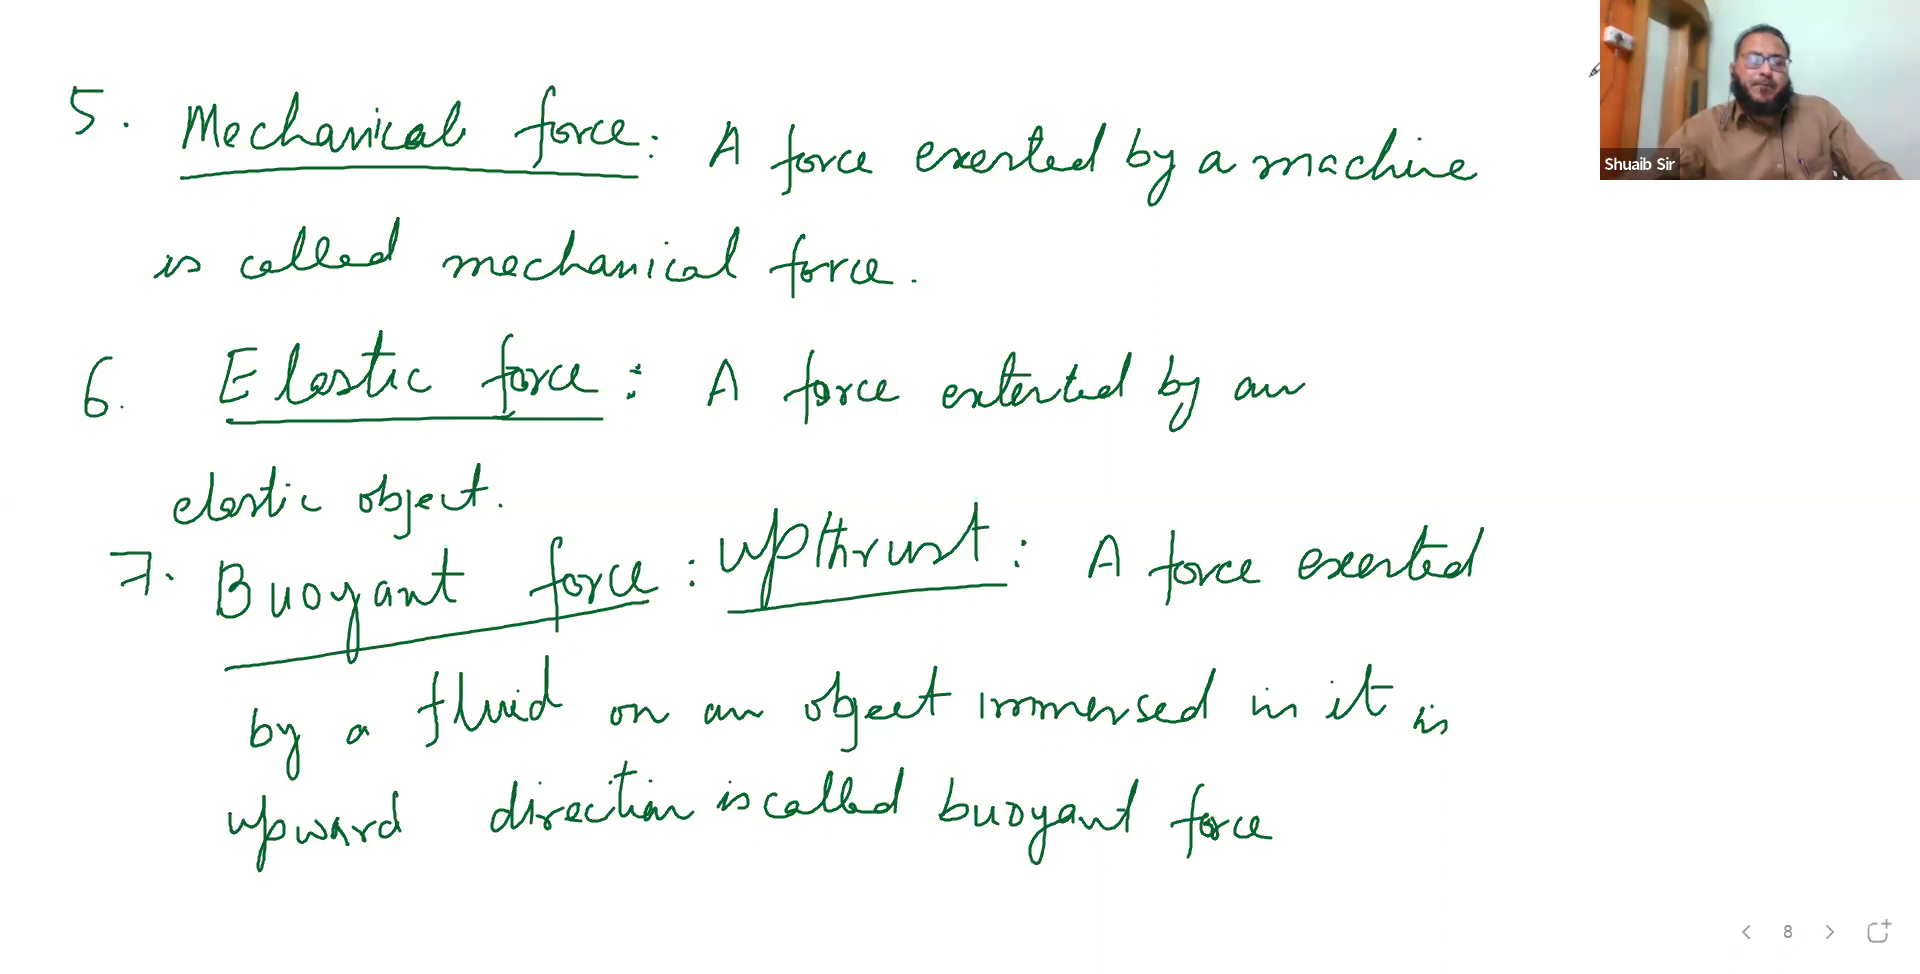 5. Mechanical force: A force exerted by a machine
is called mechanical force.
6. Elastic force: A force exterted by an
elastic object.
7. Buoyant force: upthrust: A force exerted
by a fluid on an object immersed in it in
upward direction is called buoyant force
Shuaib Sir
8